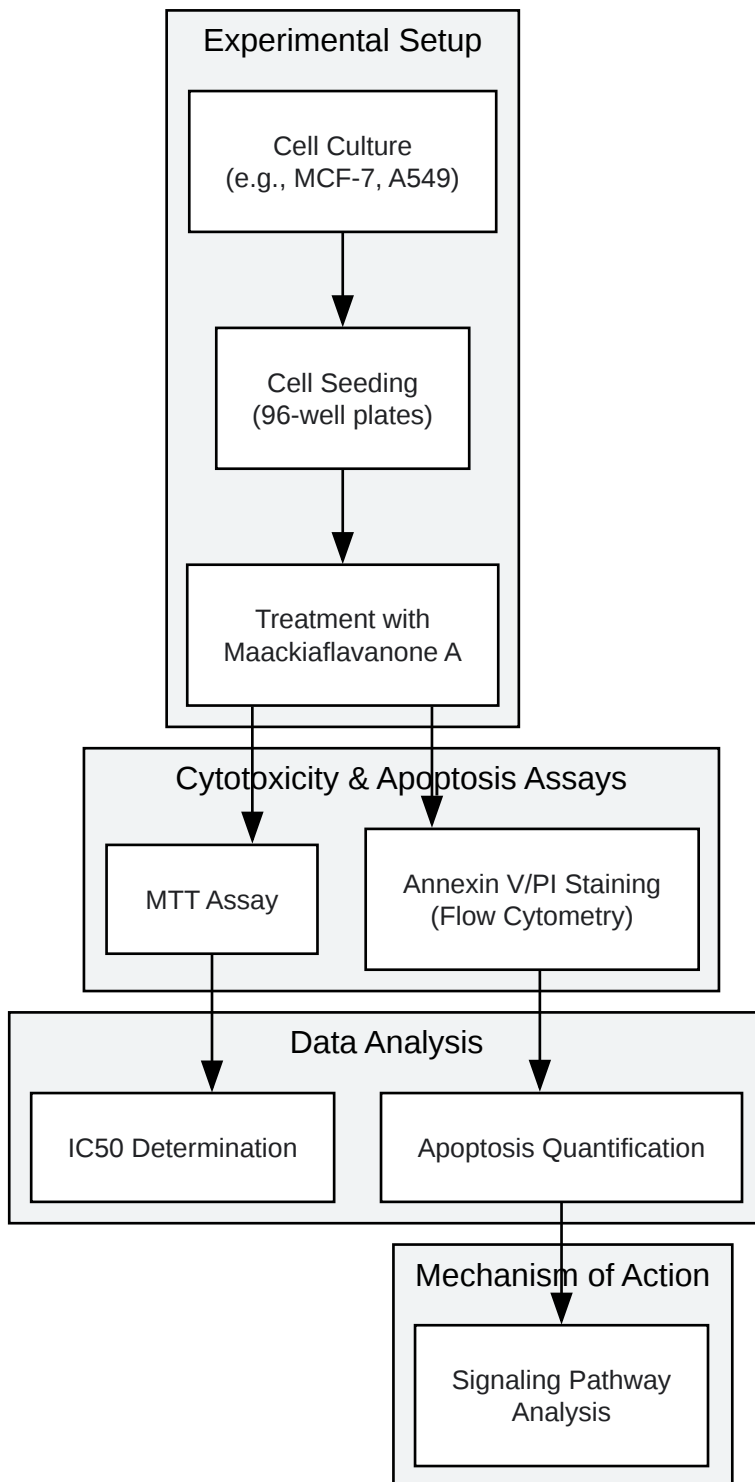 Experimental Setup
Cell Culture
(e.g., MCF-7, A549)
Cell Seeding
(96-well plates)
Treatment with
Maackiaflavanone A
Cytotoxicity & Apoptosis Assays
MTT Assay
Annexin V/PI Staining
(Flow Cytometry)
Data Analysis
IC50 Determination
Apoptosis Quantification
Mechanism of Action
Signaling Pathway
Analysis